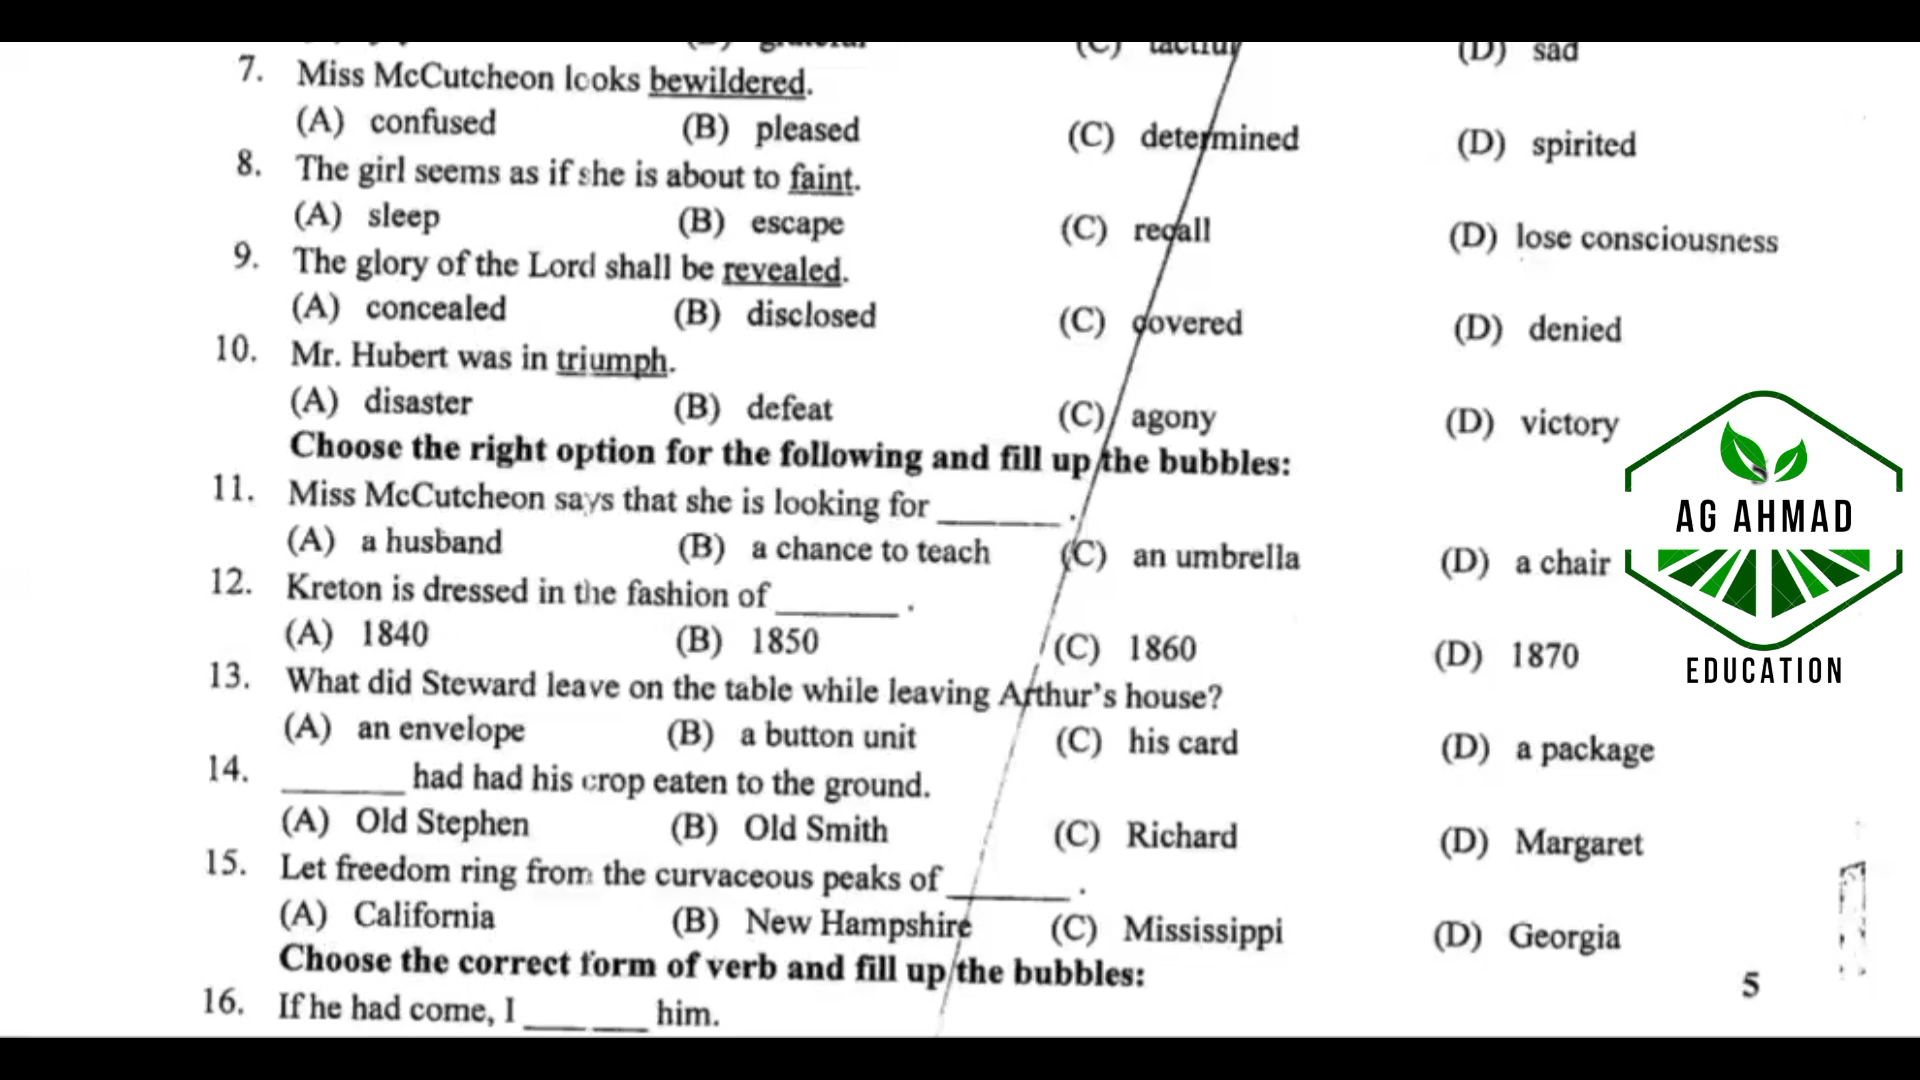 (C) tactful (D) sad
7. Miss McCutcheon looks bewildered.
(A) confused (B) pleased (C) determined (D) spirited
8. The girl seems as if she is about to faint.
(A) sleep (B) escape (C) recall (D) lose consciousness
9. The glory of the Lord shall be revealed.
(A) concealed (B) disclosed (C) covered (D) denied
10. Mr. Hubert was in triumph.
(A) disaster (B) defeat (C) agony (D) victory
Choose the right option for the following and fill up the bubbles:
11. Miss McCutcheon says that she is looking for ______ .
(A) a husband (B) a chance to teach (C) an umbrella (D) a chair
12. Kreton is dressed in the fashion of ______ .
(A) 1840 (B) 1850 (C) 1860 (D) 1870
13. What did Steward leave on the table while leaving Arthur's house?
(A) an envelope (B) a button unit (C) his card (D) a package
14. ______ had had his crop eaten to the ground.
(A) Old Stephen (B) Old Smith (C) Richard (D) Margaret
15. Let freedom ring from the curvaceous peaks of ______ .
(A) California (B) New Hampshire (C) Mississippi (D) Georgia
Choose the correct form of verb and fill up the bubbles:
5
16. If he had come, I ______ him.
AG AHMAD
EDUCATION